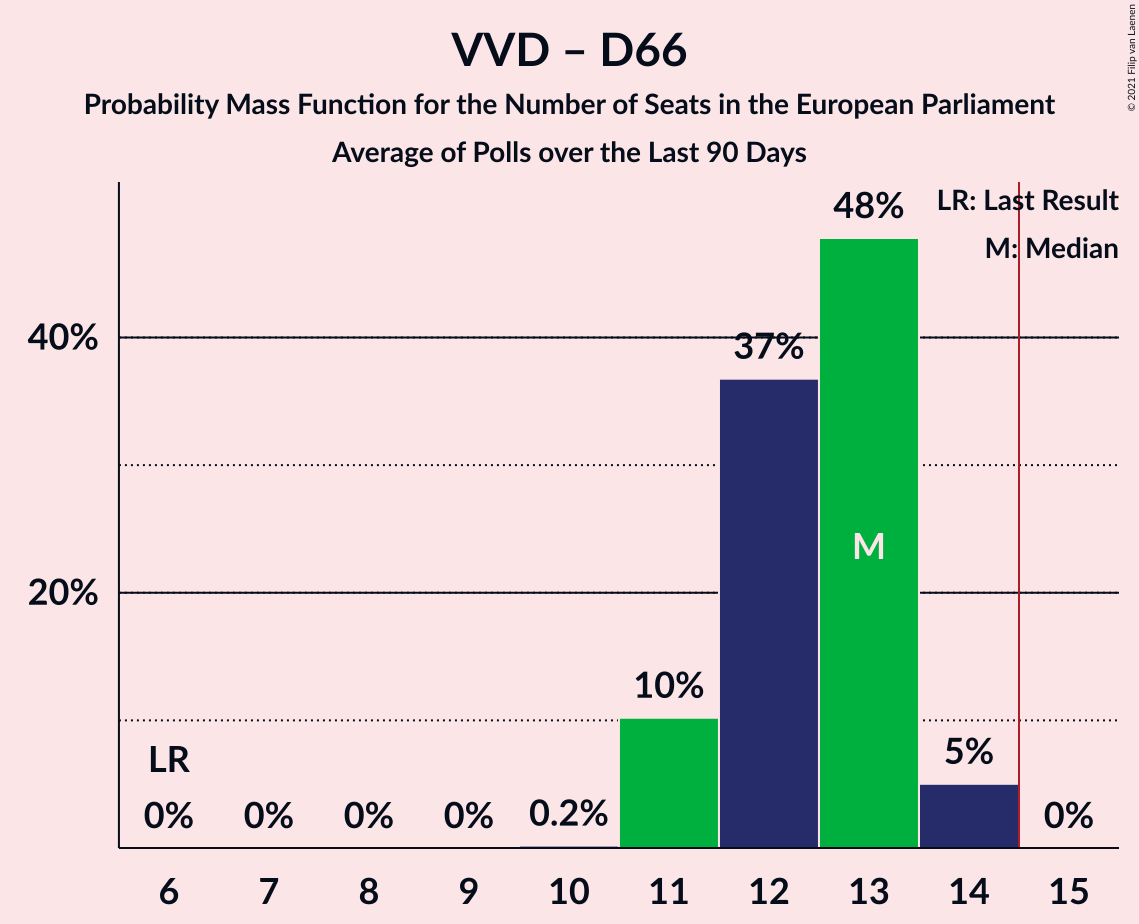 VVD – D66
Probability Mass Function for the Number of Seats in the European Parliament
Average of Polls over the Last 90 Days
© 2021 Filip van Laenen
LR: Last Result
M: Median
48%
40%
37%
M
20%
10%
5%
LR
0%
0%
0%
0%
0.2%
0%
6 7 8 9 10 11 12 13 14 15